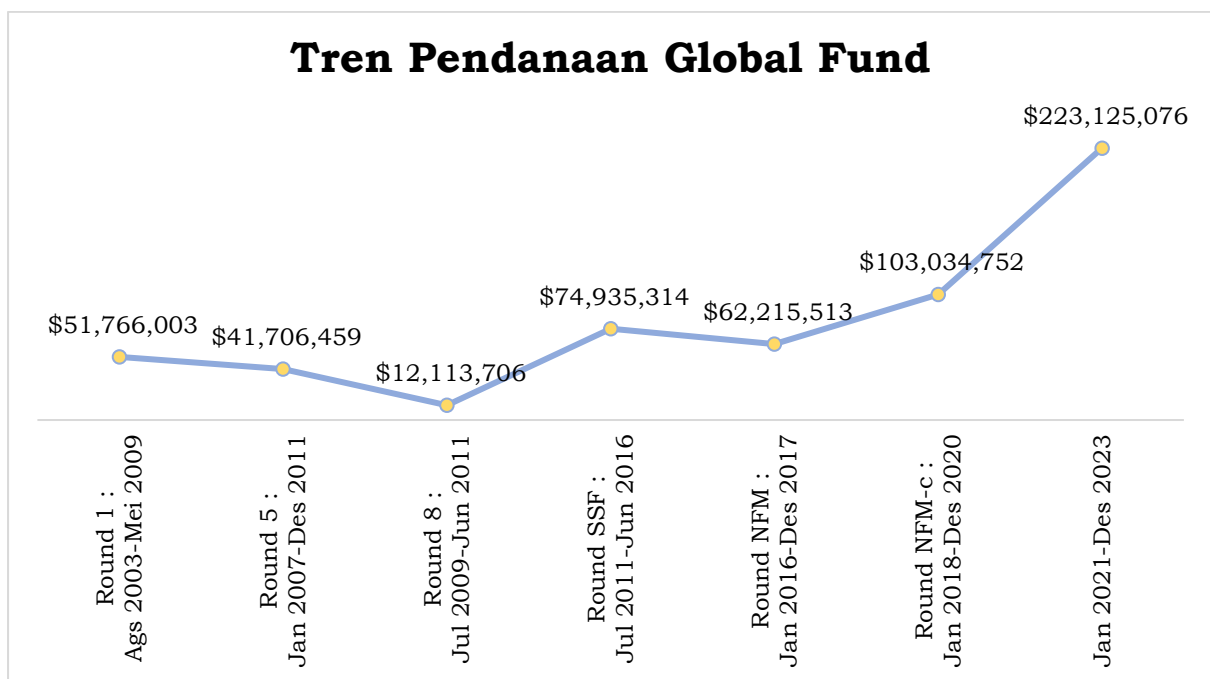 Tren Pendanaan Global Fund
$223,125,076
$103,034,752
$74,935,314
$62,215,513
$51,766,003
$41,706,459
$12,113,706
Round 1 :
Ags 2003-Mei 2009
Round 5 :
Jan 2007-Des 2011
Round 8 :
Jul 2009-Jun 2011
Round SSF :
Jul 2011-Jun 2016
Round NFM :
Jan 2016-Des 2017
Round NFM-c :
Jan 2018-Des 2020
Jan 2021-Des 2023